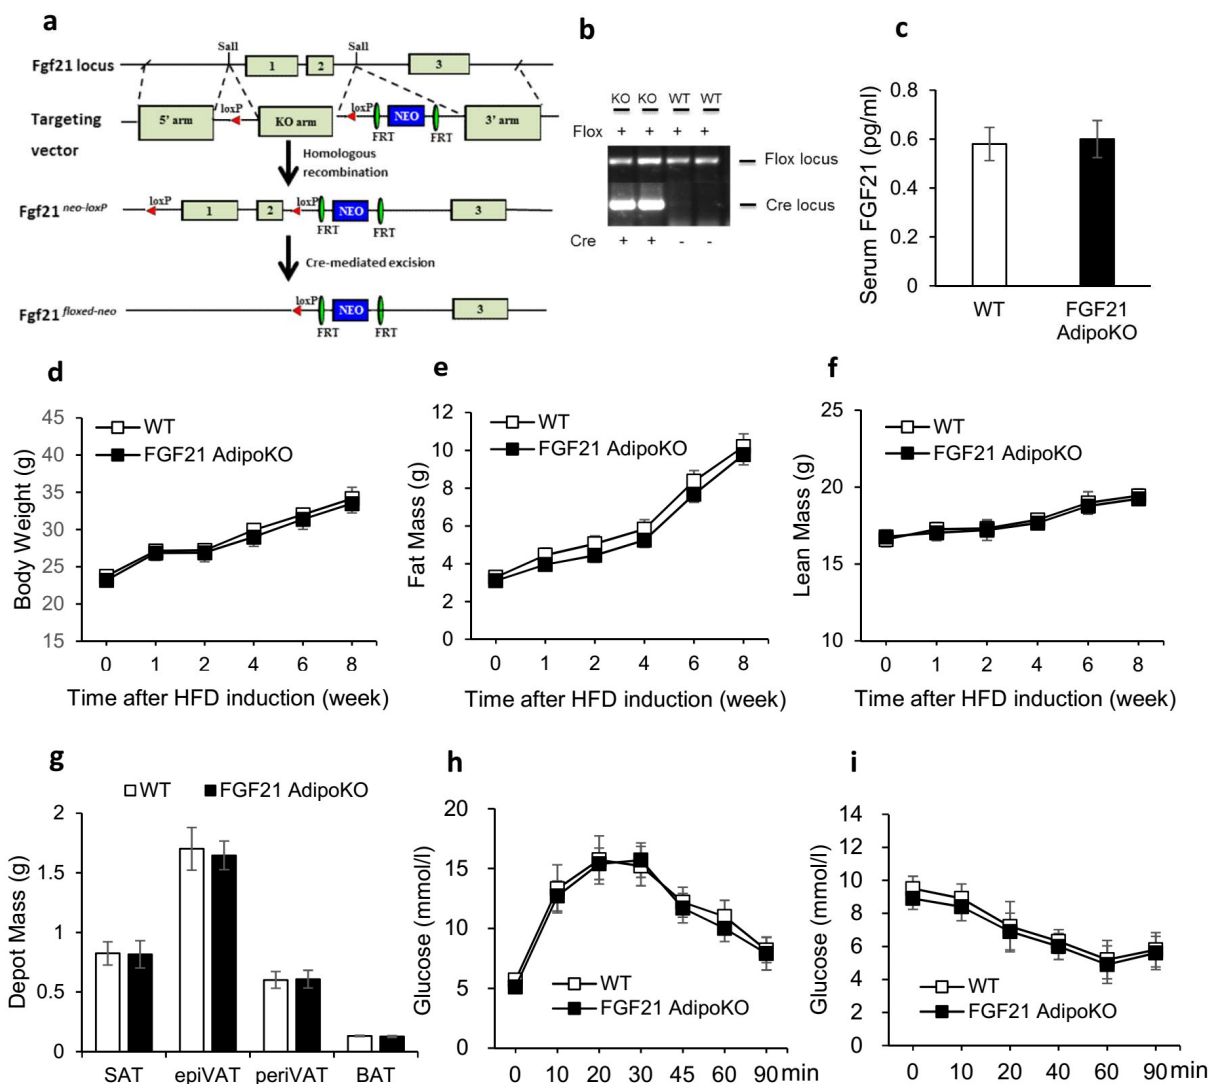 a
SalI SalI
Fgf21 locus 1 2 3
Targeting vector
5' arm loxP KO arm loxP NEO 3' arm
FRT FRT
Homologous
recombination
Fgf21 neo-loxP loxP 1 2 loxP NEO 3
FRT FRT
Cre-mediated excision
Fgf21 floxed-neo loxP NEO 3
FRT FRT
b
KO KO WT WT
Flox + + + +
Flox locus
Cre locus
Cre + + - -
c
Serum FGF21 (pg/ml)
0.8
0.6
0.4
0.2
0
WT FGF21
AdipoKO
d
Body Weight (g)
45
40
35
30
25
20
15
WT
FGF21 AdipoKO
0 1 2 4 6 8
Time after HFD induction (week)
e
Fat Mass (g)
12
10
8
6
4
2
0
WT
FGF21 AdipoKO
0 1 2 4 6 8
Time after HFD induction (week)
f
Lean Mass (g)
25
20
15
10
WT
FGF21 AdipoKO
0 1 2 4 6 8
Time after HFD induction (week)
g
WT FGF21 AdipoKO
Depot Mass (g)
2
1.5
1
0.5
0
SAT epiVAT periVAT BAT
h
Glucose (mmol/l)
20
15
10
5
0
WT
FGF21 AdipoKO
0 10 20 30 45 60 90 min
i
Glucose (mmol/l)
14
12
10
8
6
4
2
0
WT
FGF21 AdipoKO
0 10 20 40 60 90 min